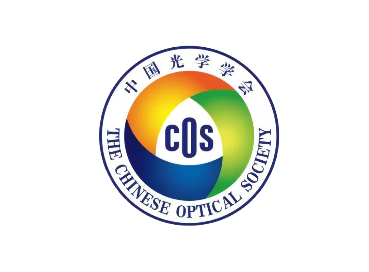 中国光学学会
COS
THE CHINESE OPTICAL SOCIETY